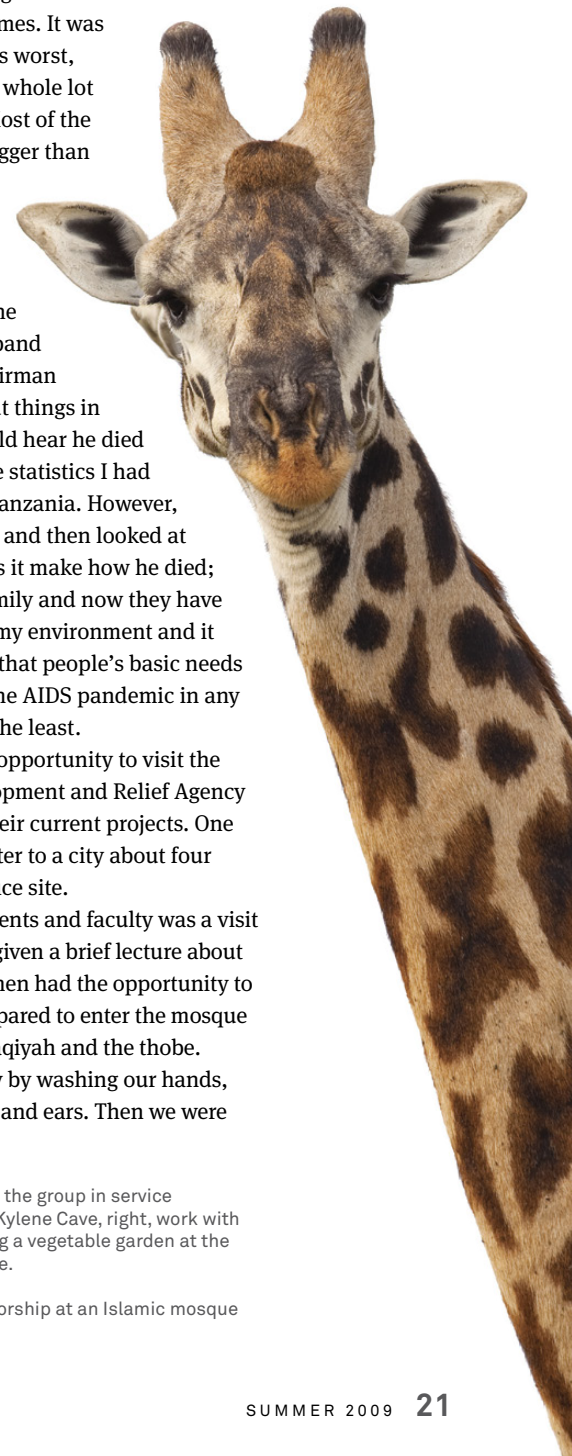 mes. It was
s worst,
whole lot
ost of the
gger than
ne
band
irman
t things in
ld hear he died
e statistics I had
anzania. However,
and then looked at
s it make how he died;
mily and now they have
my environment and it
that people's basic needs
ne AIDS pandemic in any
he least.
opportunity to visit the
opment and Relief Agency
eir current projects. One
ter to a city about four
ice site.
ents and faculty was a visit
given a brief lecture about
hen had the opportunity to
pared to enter the mosque
qiyah and the thobe.
y by washing our hands,
and ears. Then we were
the group in service
Kylene Cave, right, work with
g a vegetable garden at the
e.
orship at an Islamic mosque
SUMMER 2009 21